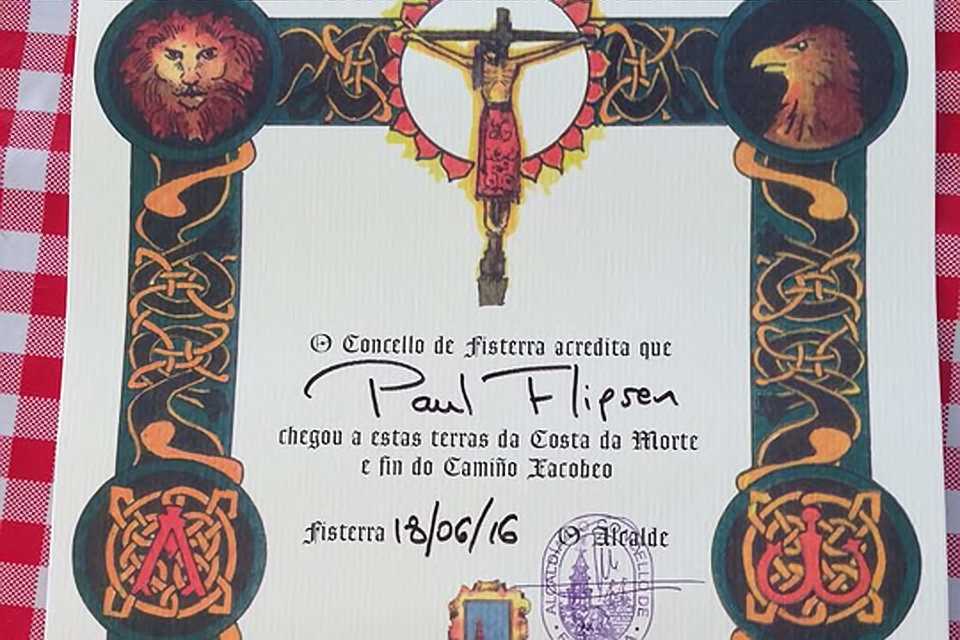 O Concello de Fisterra acredita que
Paul Flipsen
chegou a estas terras da Costa da Morte
e fin do Camiño Xacobeo
Fisterra 18/06/16 O Alcalde